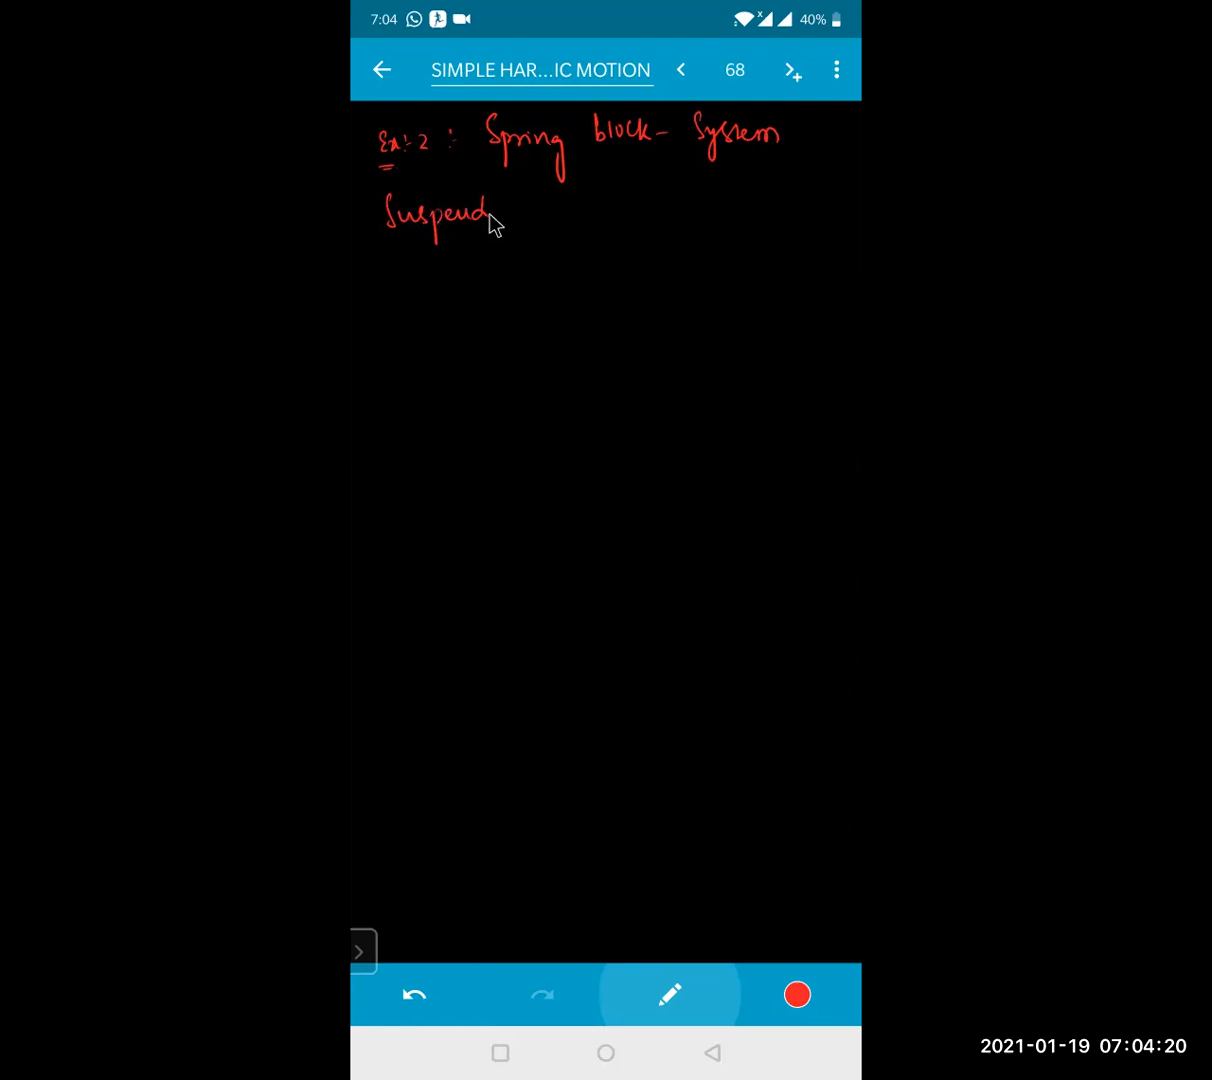 7:04 40%
SIMPLE HAR...IC MOTION 68
Ex:-2 :- Spring block- System
Suspend
2021-01-19 07:04:20